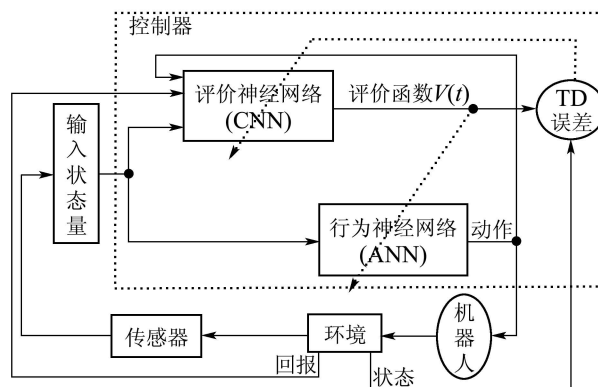 控制器
评价神经网络
(CNN)
评价函数V(t)
TD
误差
输入状态量
行为神经网络
(ANN)
动作
传感器
环境
机器人
回报
状态